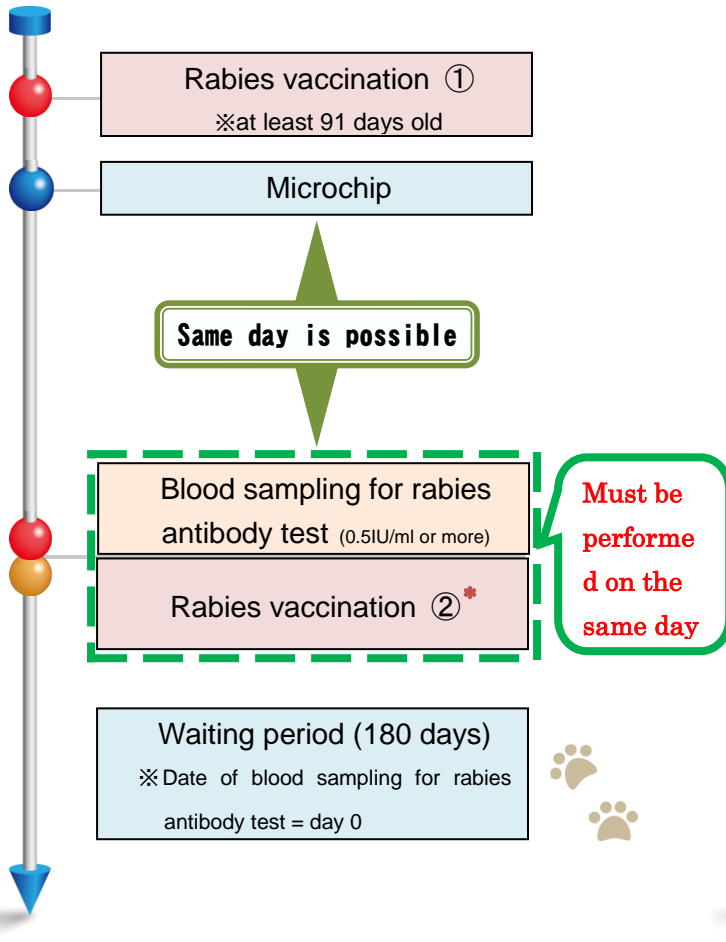 Rabies vaccination ①
※at least 91 days old
Microchip
Same day is possible
Blood sampling for rabies
antibody test (0.5IU/ml or more)
Rabies vaccination ②*
Must be
performe
d on the
same day
Waiting period (180 days)
※Date of blood sampling for rabies
antibody test = day 0